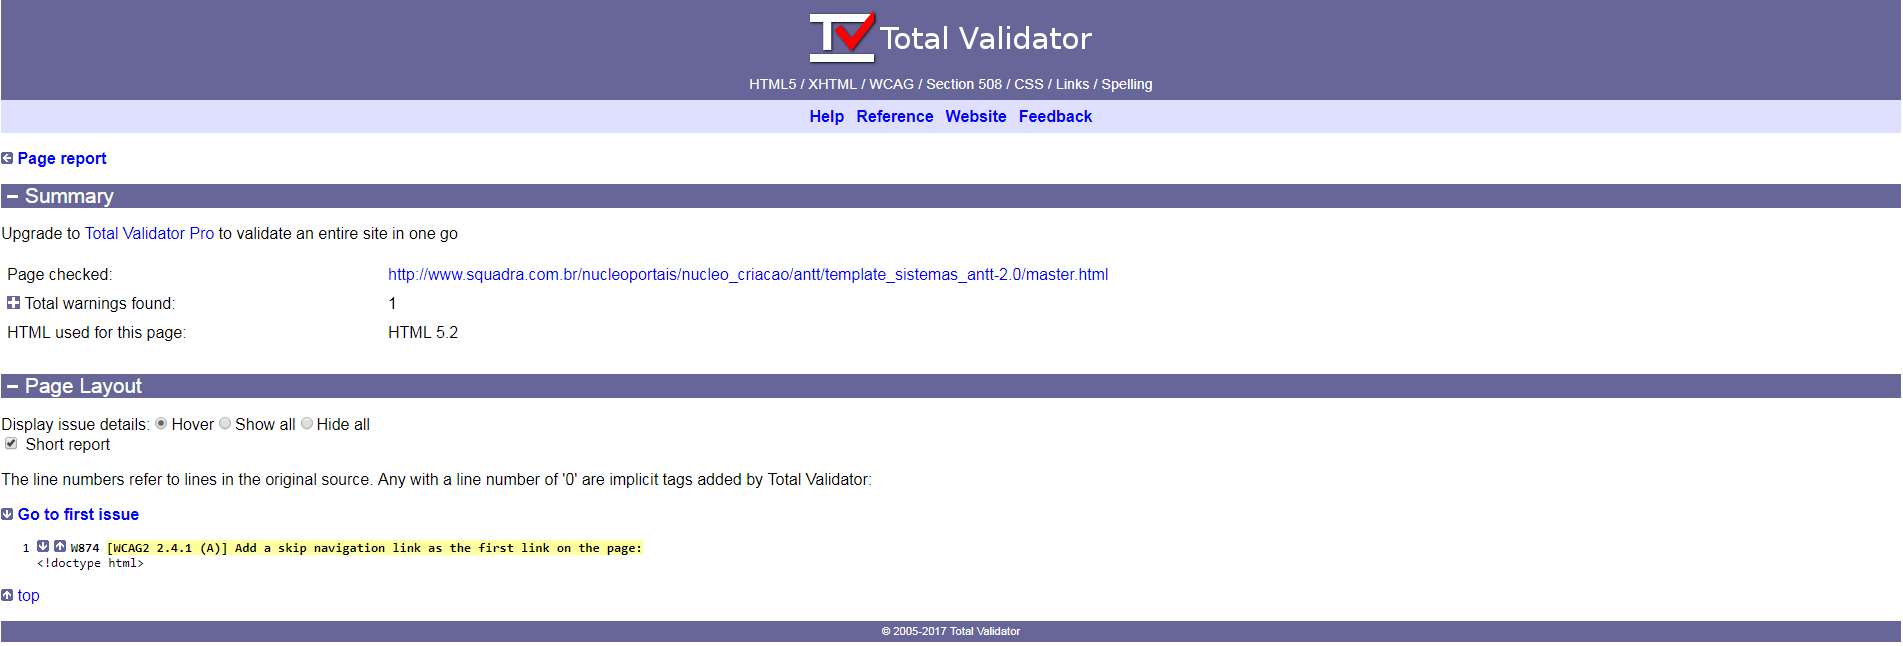 TV Total Validator
HTML5 / XHTML / WCAG / Section 508 / CSS / Links / Spelling
Help Reference Website Feedback
Page report
– Summary
Upgrade to Total Validator Pro to validate an entire site in one go
Page checked: http://www.squadra.com.br/nucleoportais/nucleo_criacao/antt/template_sistemas_antt-2.0/master.html
Total warnings found: 1
HTML used for this page: HTML 5.2
– Page Layout
Display issue details: Hover Show all Hide all
Short report
The line numbers refer to lines in the original source. Any with a line number of '0' are implicit tags added by Total Validator:
Go to first issue
1 W874 [WCAG2 2.4.1 (A)] Add a skip navigation link as the first link on the page:
<!doctype html>
top
© 2005-2017 Total Validator